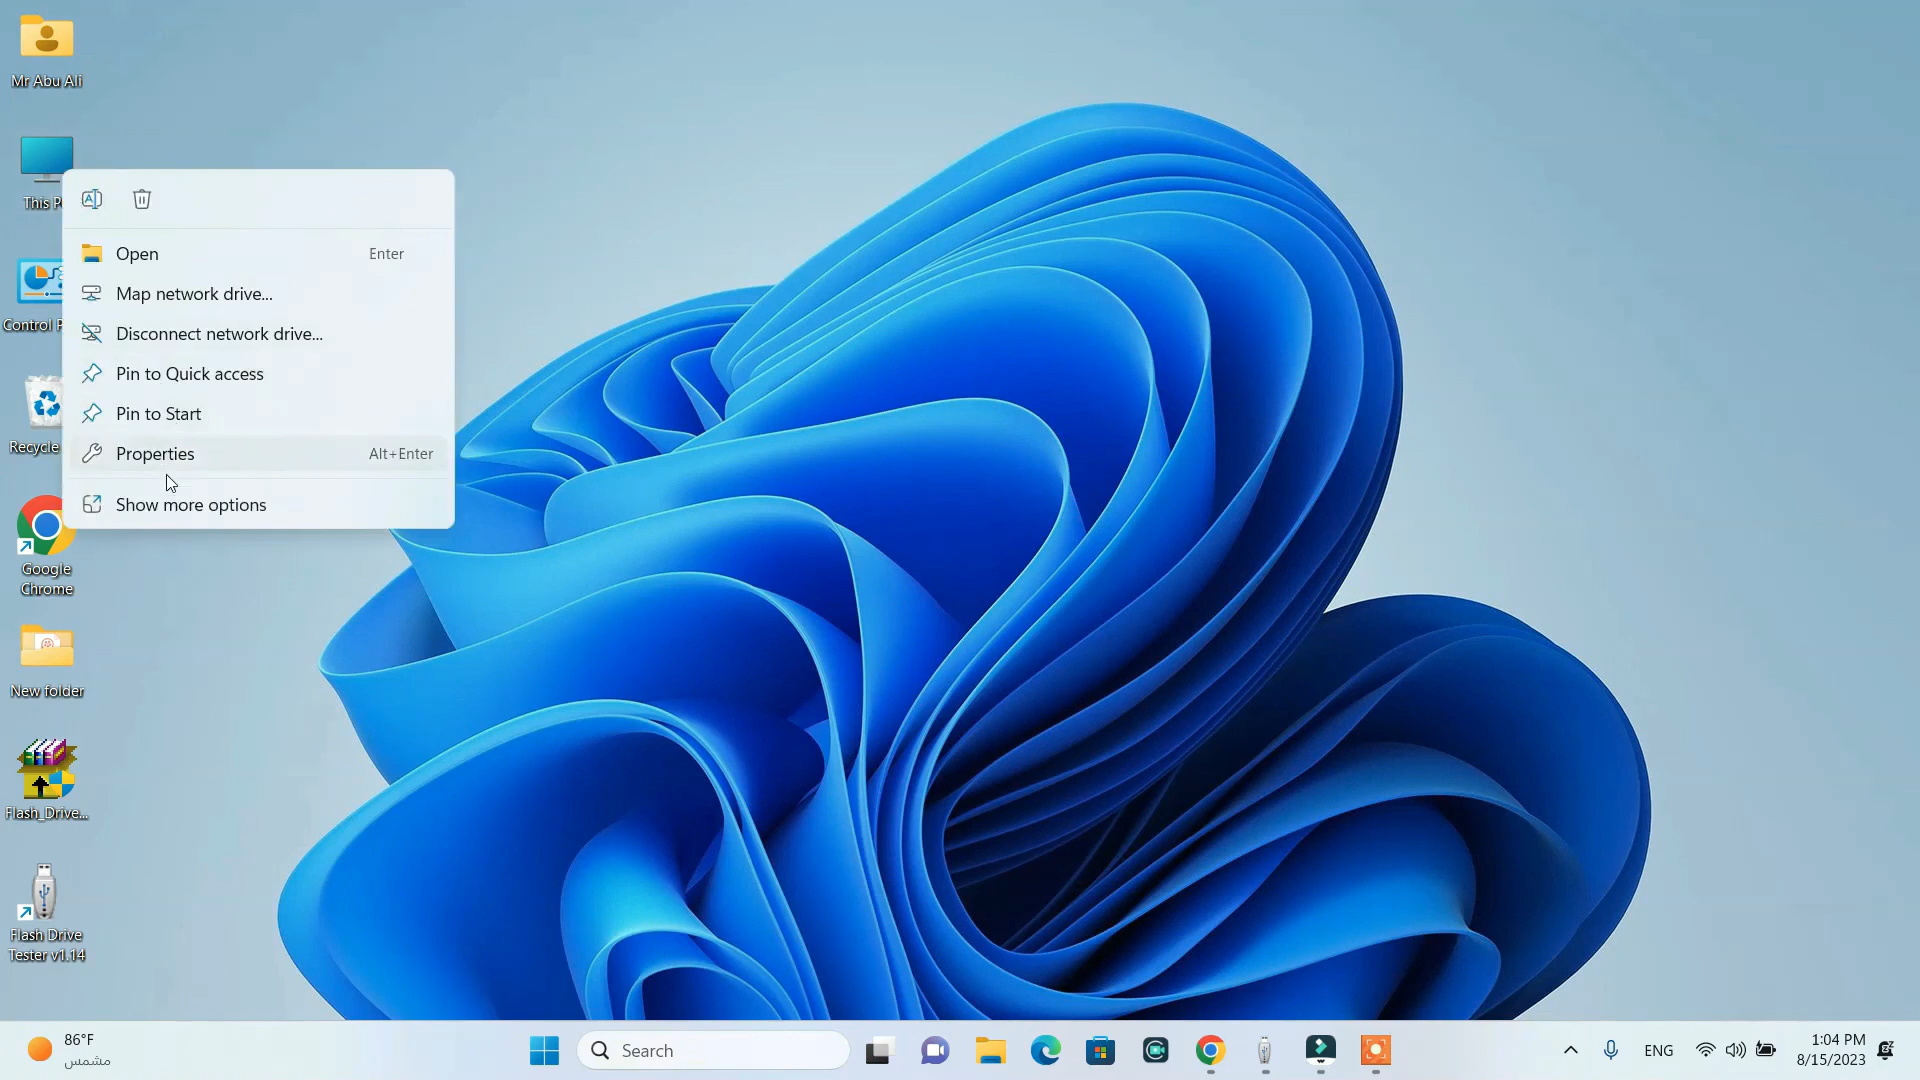 Mr Abu Ali
This P
Control P
Recycle
Google
Chrome
New folder
Flash_Drive...
Flash Drive
Tester v1.14
Open Enter
Map network drive...
Disconnect network drive...
Pin to Quick access
Pin to Start
Properties Alt+Enter
Show more options
86°F
مشمس
Search
ENG
1:04 PM
8/15/2023